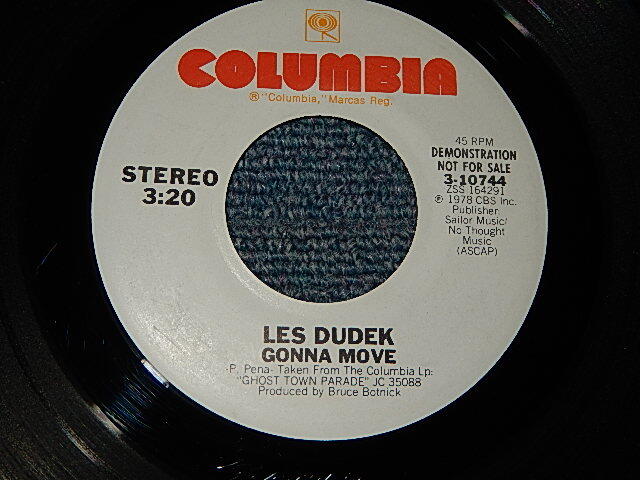 COLUMBIA
® "Columbia," Marcas Reg.
STEREO
3:20
45 RPM
DEMONSTRATION
NOT FOR SALE
3-10744
ZSS 164291
℗ 1978 CBS Inc.
Publisher:
Sailor Music/
No Thought
Music
(ASCAP)
LES DUDEK
GONNA MOVE
-P. Pena- Taken From The Columbia Lp:
"GHOST TOWN PARADE" JC 35088
Produced by Bruce Botnick